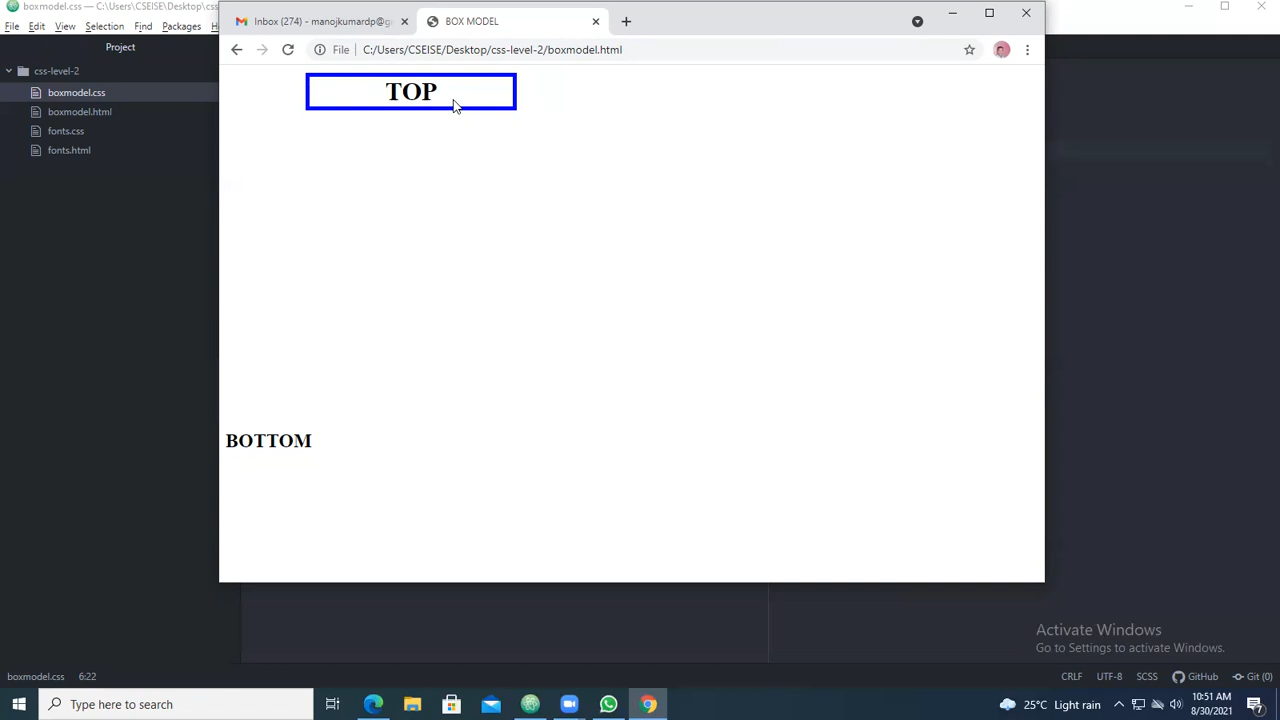 boxmodel.css — C:\Users\CSEISE\Desktop\css
File Edit View Selection Find Packages
Project
css-level-2
boxmodel.css
boxmodel.html
fonts.css
fonts.html
Inbox (274) - manojkumardp@g
BOX MODEL
File C:/Users/CSEISE/Desktop/css-level-2/boxmodel.html
TOP
BOTTOM
Activate Windows
Go to Settings to activate Windows.
boxmodel.css 6:22
CRLF UTF-8 SCSS GitHub Git (0)
Type here to search
25°C Light rain
10:51 AM
8/30/2021